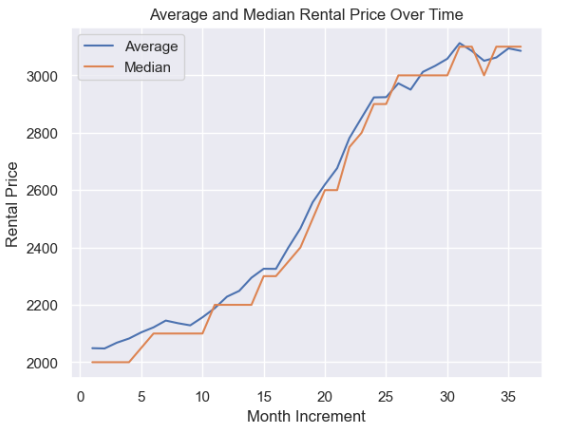 Average and Median Rental Price Over Time
Average
Median
Rental Price
3000
2800
2600
2400
2200
2000
0 5 10 15 20 25 30 35
Month Increment